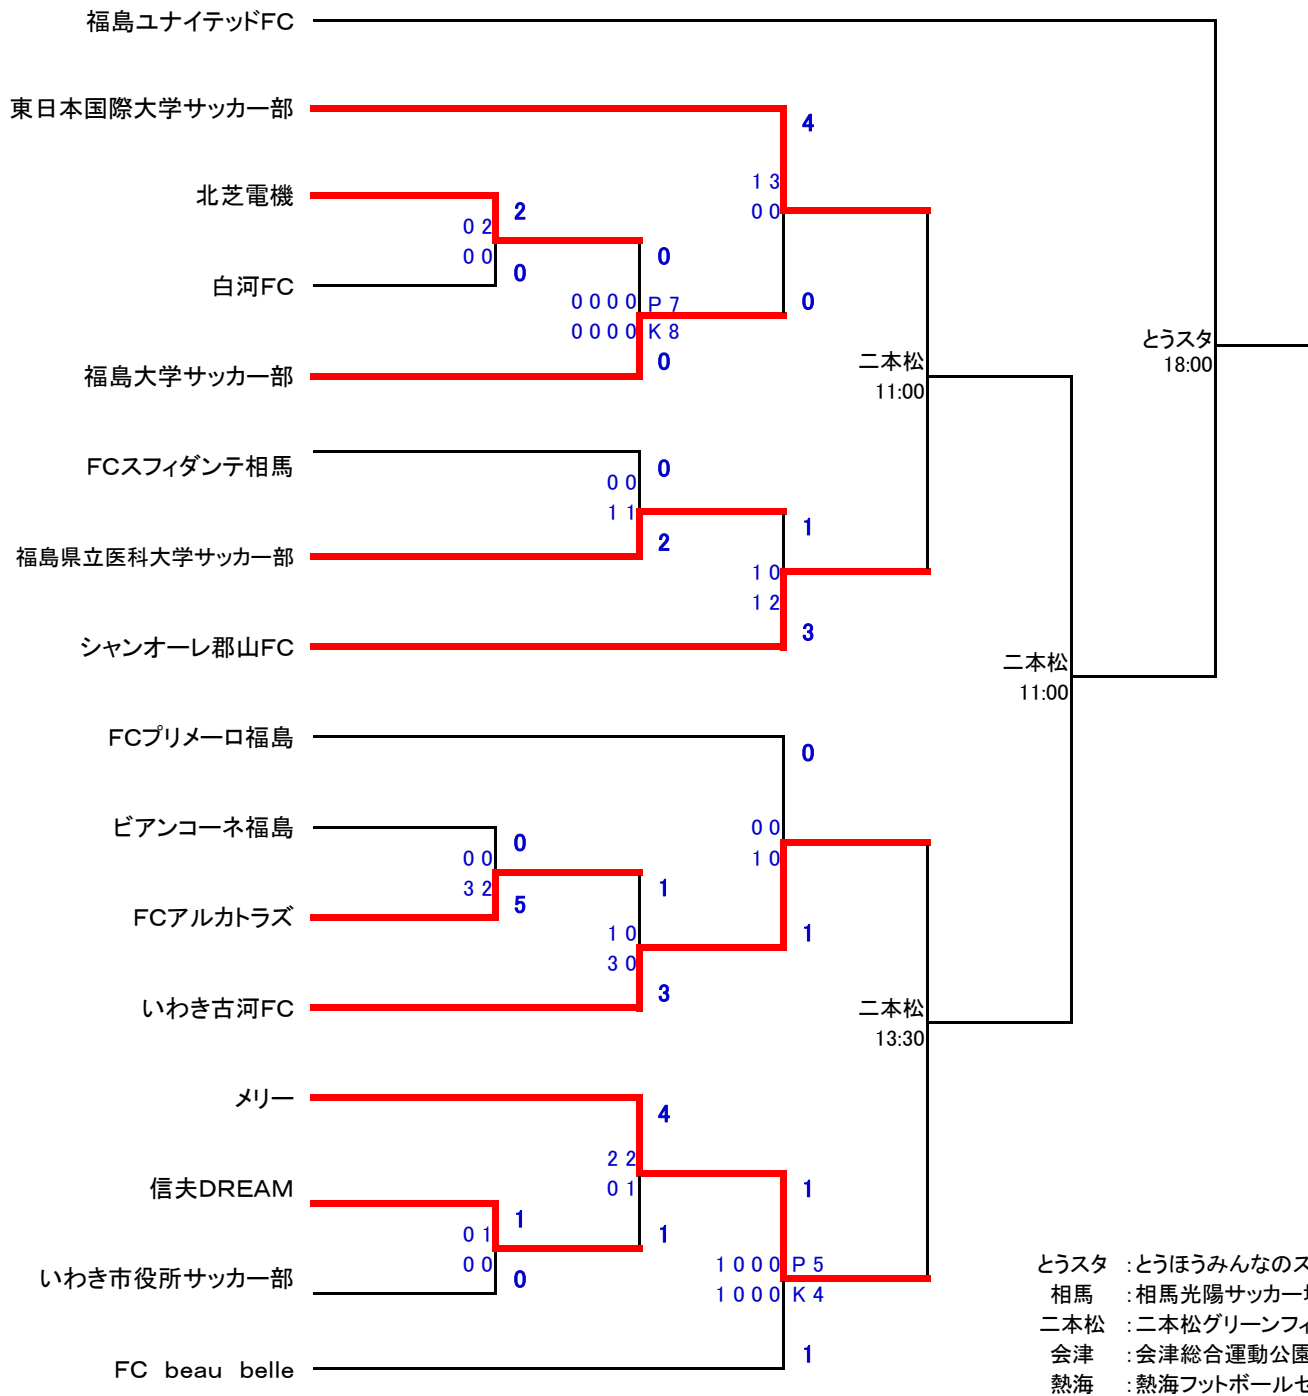 福島ユナイテッドFC
東日本国際大学サッカー部
4
1 3
北芝電機
2
0 0
0 2
0 0
0
0
白河FC
0 0 0 0 P 7
0
0 0 0 0 K 8
とうスタ
二本松
0
18:00
福島大学サッカー部
11:00
FCスフィダンテ相馬
0
0 0
1 1
1
福島県立医科大学サッカー部
2
1 0
1 2
3
シャンオーレ郡山FC
二本松
11:00
FCプリメーロ福島
0
ビアンコーネ福島
0 0
0
0 0
1 0
3 2
1
FCアルカトラズ
5
1 0
1
3 0
3
いわき古河FC
二本松
13:30
メリー
4
2 2
信夫DREAM
0 1
1
1
0 1
1
0 0
1 0 0 0 P 5
とうスタ :とうほうみんなのス
いわき市役所サッカー部
0
1 0 0 0 K 4
相馬 :相馬光陽サッカー
二本松 :二本松グリーンフィ
1
会津 :会津総合運動公園
FC beau belle
熱海 :熱海フットボールセ